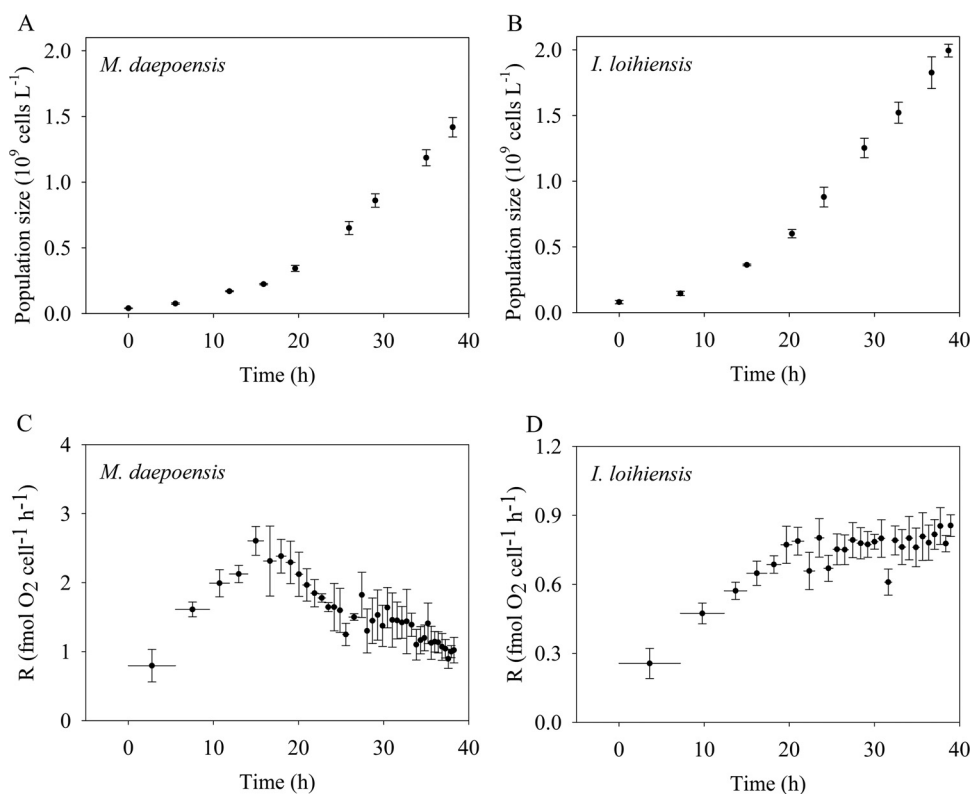 A
M. daepoensis
Population size (10⁹ cells L⁻¹)
2.0
1.5
1.0
0.5
0.0
0 10 20 30 40
Time (h)
B
I. loihiensis
Population size (10⁹ cells L⁻¹)
2.0
1.5
1.0
0.5
0.0
0 10 20 30 40
Time (h)
C
M. daepoensis
R (fmol O₂ cell⁻¹ h⁻¹)
4
3
2
1
0
0 10 20 30 40
Time (h)
D
I. loihiensis
R (fmol O₂ cell⁻¹ h⁻¹)
1.2
0.9
0.6
0.3
0.0
0 10 20 30 40
Time (h)